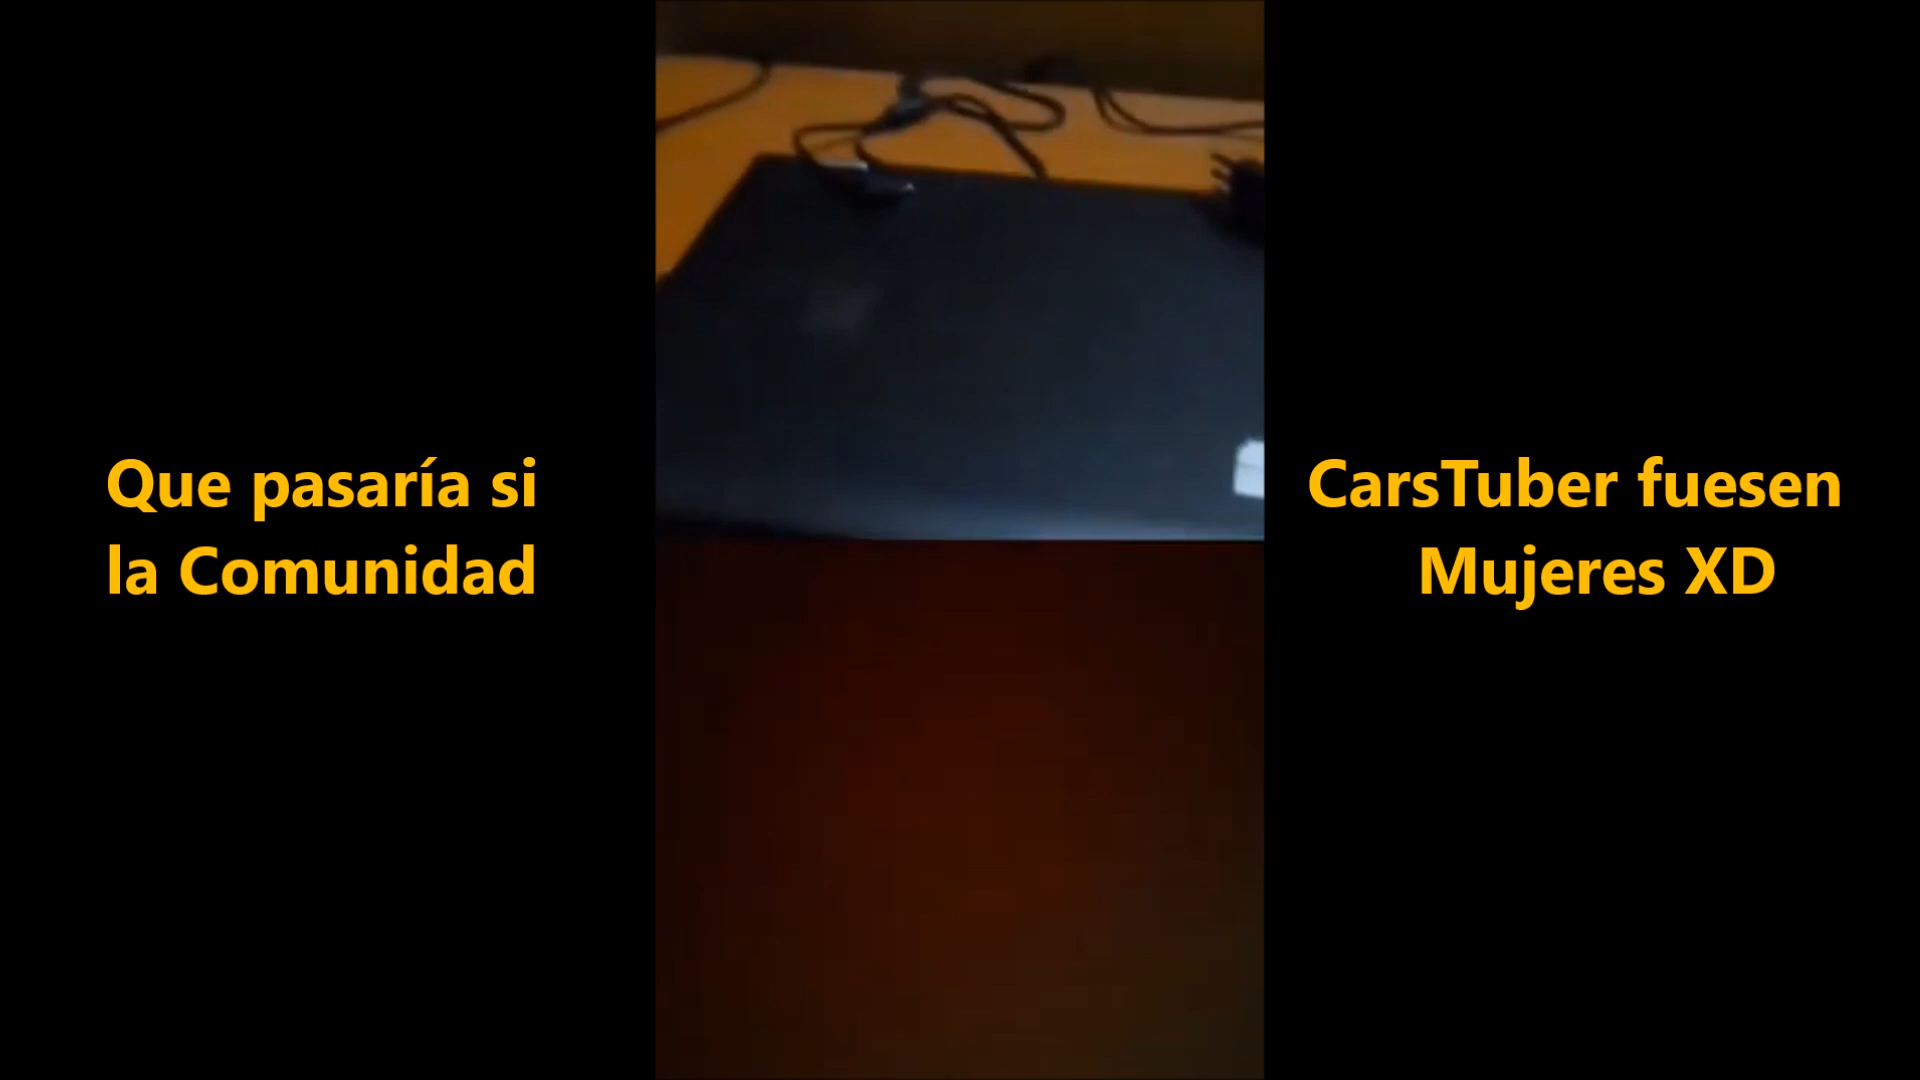 Que pasaría si
la Comunidad
CarsTuber fuesen
Mujeres XD